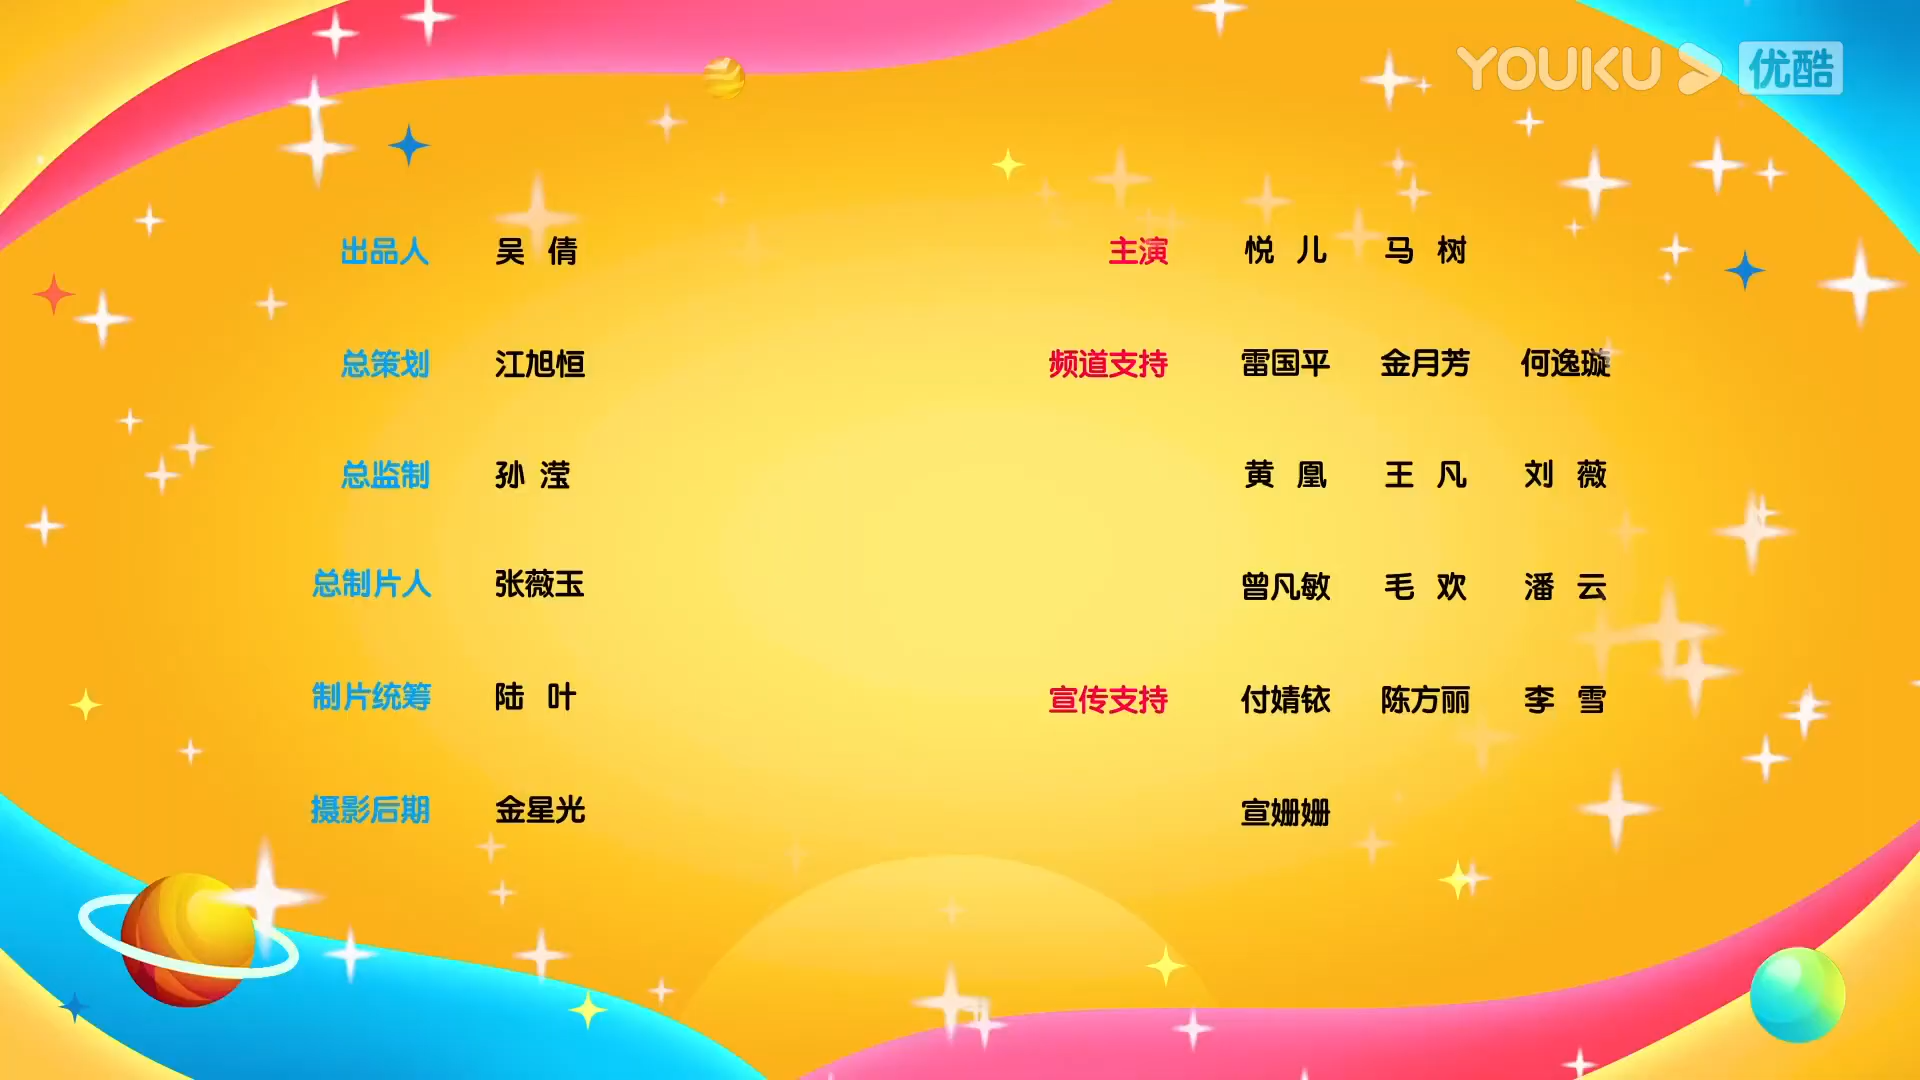 YOUKU 优酷
出品人 吴 倩
总策划 江旭恒
总监制 孙 滢
总制片人 张薇玉
制片统筹 陆 叶
摄影后期 金星光
主演 悦 儿 马 树
频道支持 雷国平 金月芳 何逸璇
黄 凰 王 凡 刘 薇
曾凡敏 毛 欢 潘 云
宣传支持 付婧铱 陈方丽 李 雪
宣姗姗